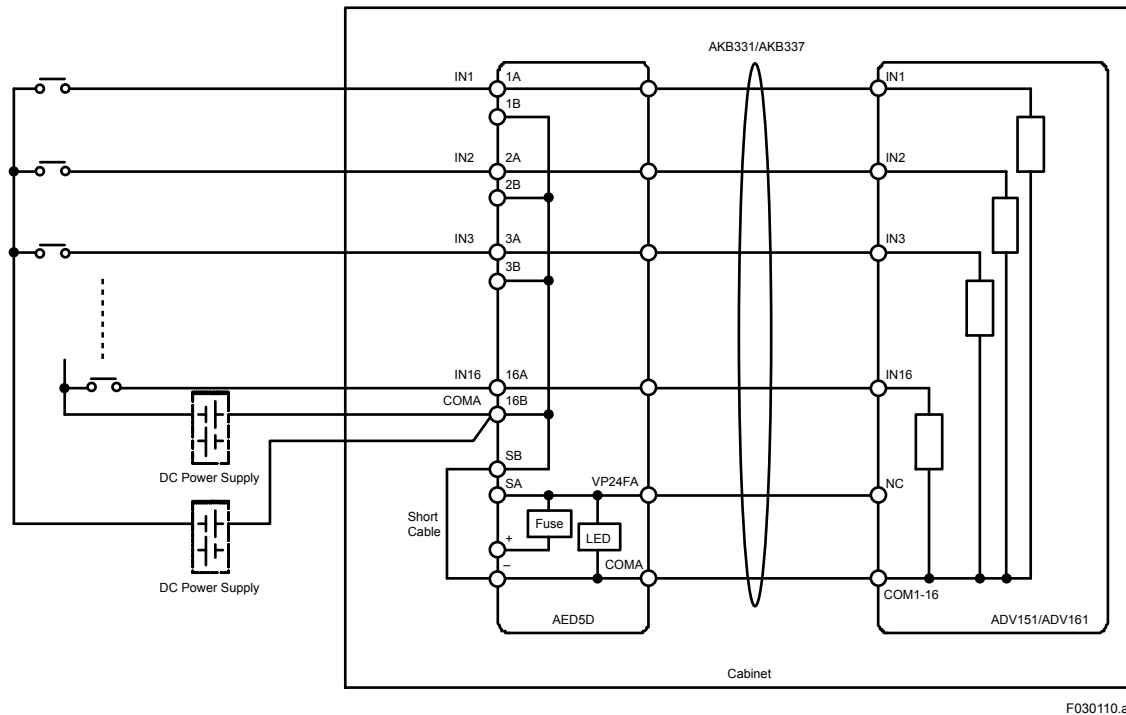 AKB331/AKB337
IN1
1A
IN1
1B
IN2
2A
IN2
2B
IN3
3A
IN3
3B
IN16
16A
IN16
COMA
16B
DC Power Supply
SB
SA
VP24FA
NC
Short
Cable
Fuse
LED
+
–
COMA
COM1-16
DC Power Supply
AED5D
ADV151/ADV161
Cabinet